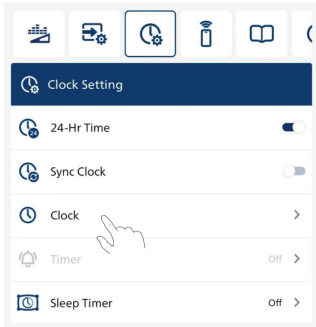 Clock Setting
24-Hr Time
Sync Clock
Clock
Timer Off
Sleep Timer Off